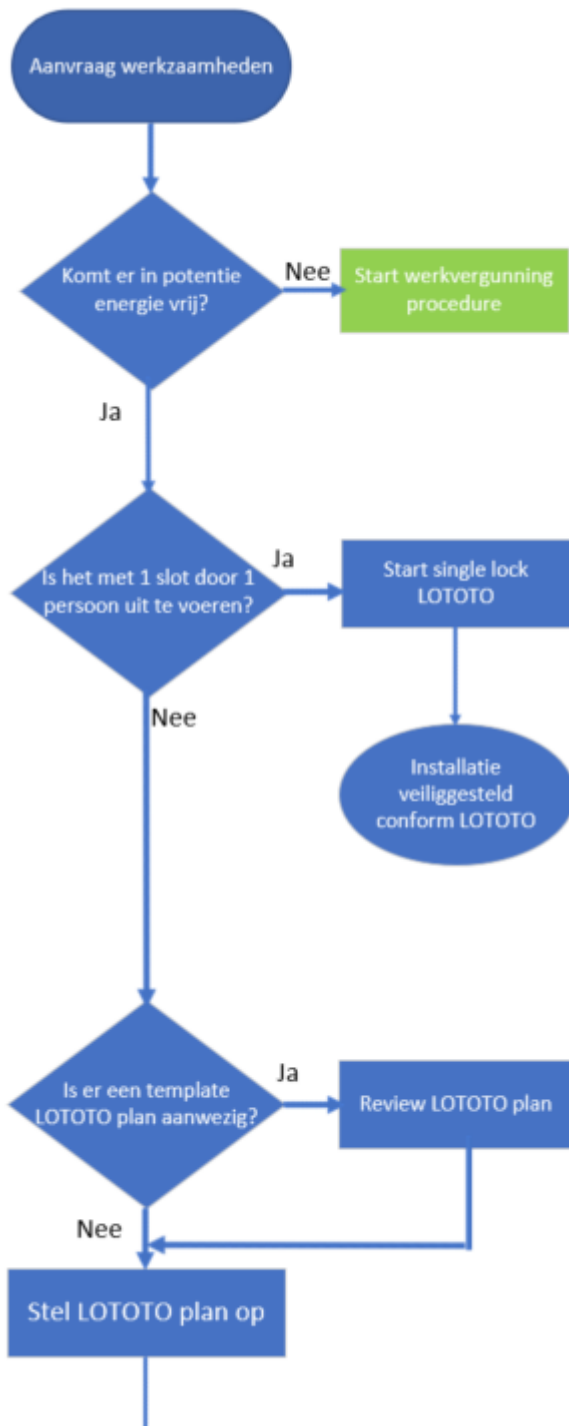 Aanvraag werkzaamheden
Komt er in potentie
energie vrij?
Nee
Start werkvergunning
procedure
Ja
Is het met 1 slot door 1
persoon uit te voeren?
Ja
Start single lock
LOTOTO
Nee
Installatie
veiliggesteld
conform LOTOTO
Is er een template
LOTOTO plan aanwezig?
Ja
Review LOTOTO plan
Nee
Stel LOTOTO plan op